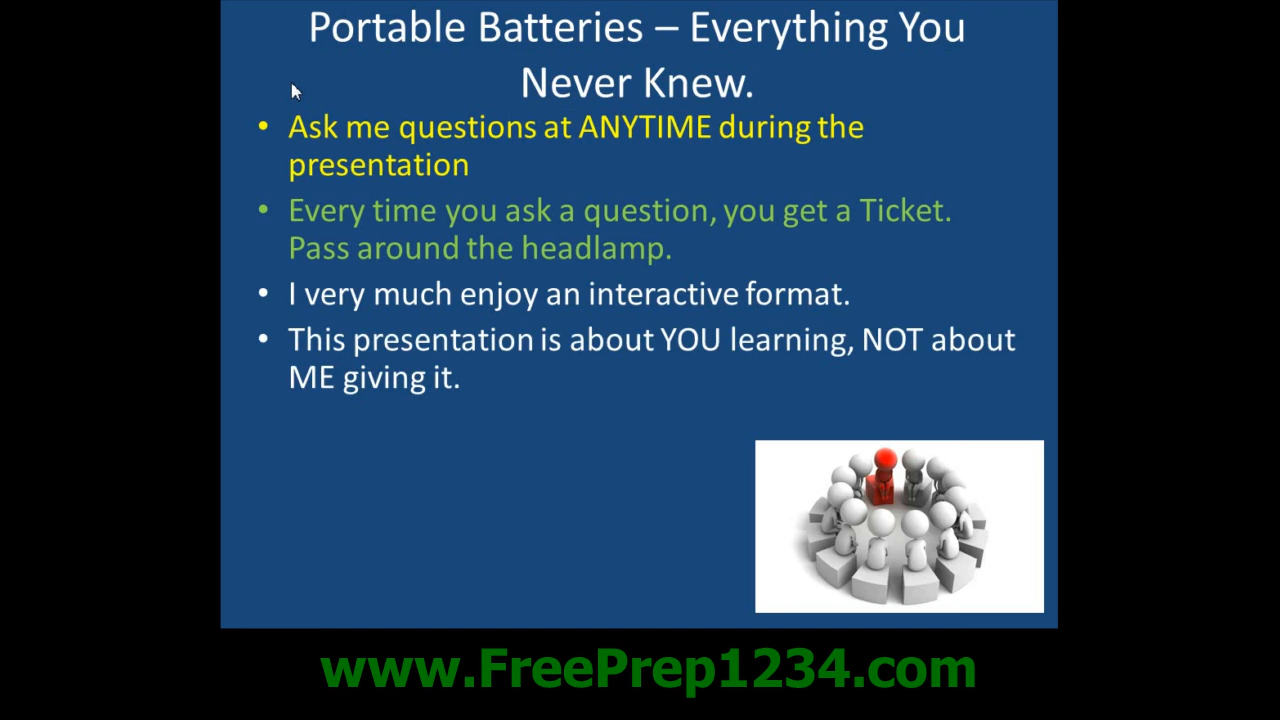 Portable Batteries – Everything You
Never Knew.
• Ask me questions at ANYTIME during the
presentation
• Every time you ask a question, you get a Ticket.
Pass around the headlamp.
• I very much enjoy an interactive format.
• This presentation is about YOU learning, NOT about
ME giving it.
www.FreePrep1234.com